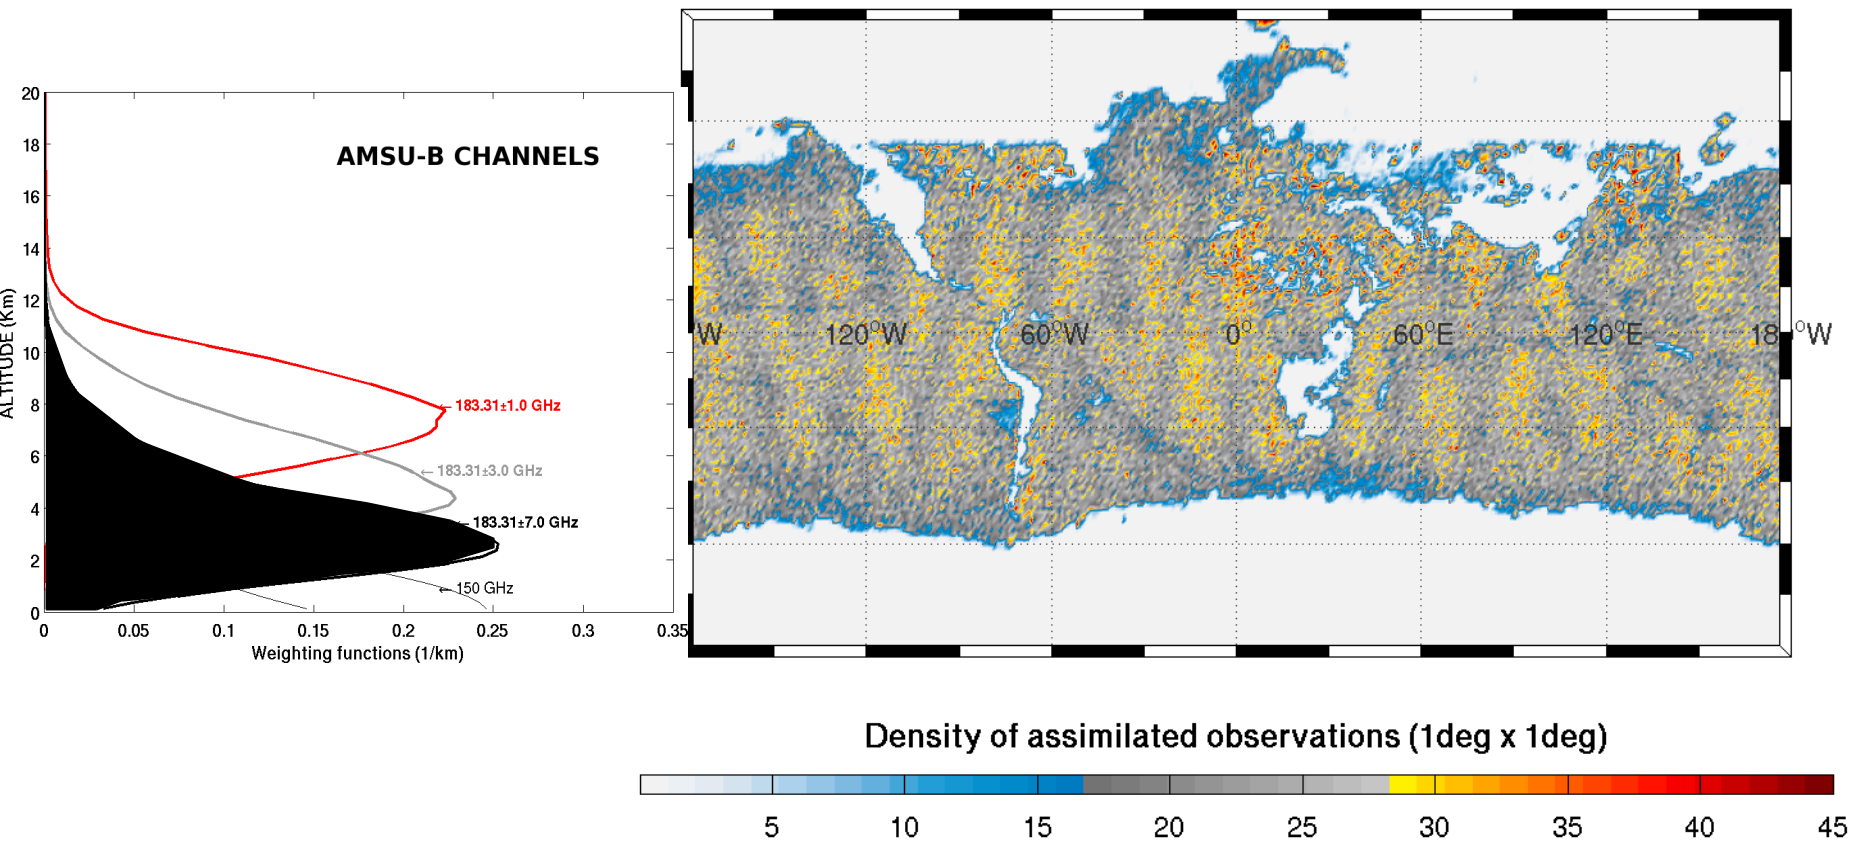 AMSU-B CHANNELS
20
18
16
14
12
10
8
6
4
2
0
ALTITUDE (Km)
←183.31±1.0 GHz
←183.31±3.0 GHz
←183.31±7.0 GHz
←150 GHz
0 0.05 0.1 0.15 0.2 0.25 0.3 0.35
Weighting functions (1/km)
W 120°W 60°W 0° 60°E 120°E 180°W
Density of assimilated observations (1deg x 1deg)
5 10 15 20 25 30 35 40 45